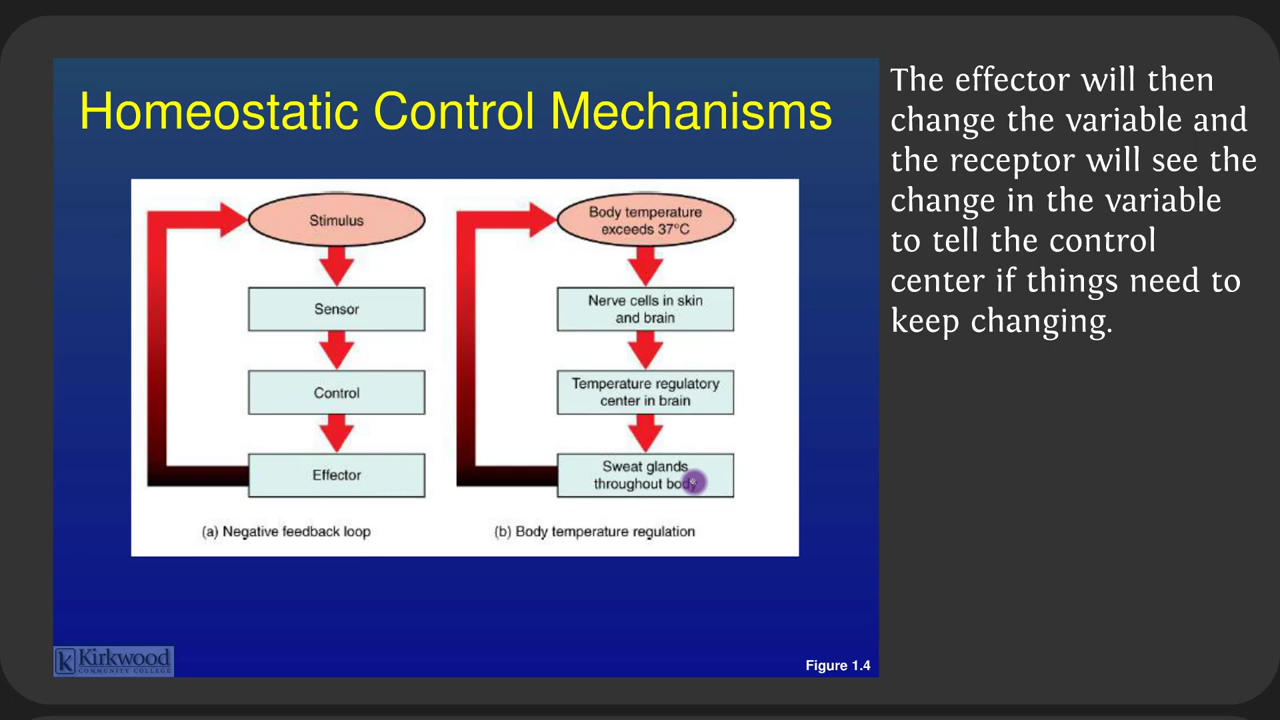 Homeostatic Control Mechanisms
Stimulus
Sensor
Control
Effector
(a) Negative feedback loop
Body temperature
exceeds 37°C
Nerve cells in skin
and brain
Temperature regulatory
center in brain
Sweat glands
throughout body
(b) Body temperature regulation
Kirkwood
COMMUNITY COLLEGE
Figure 1.4
The effector will then
change the variable and
the receptor will see the
change in the variable
to tell the control
center if things need to
keep changing.